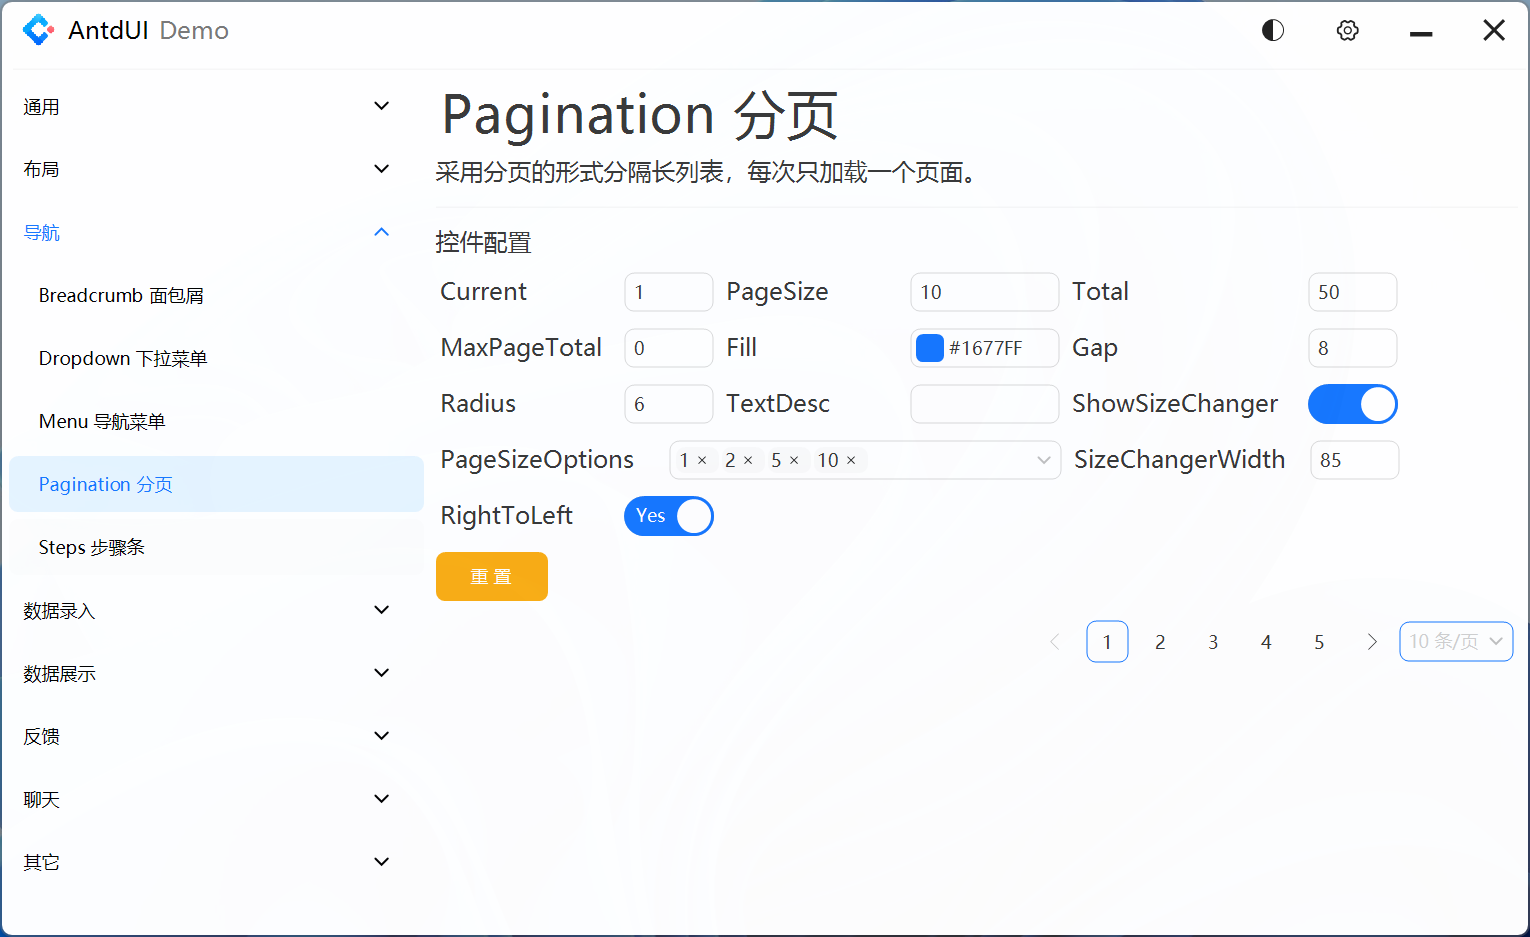 AntdUI Demo
通用
布局
导航
Breadcrumb 面包屑
Dropdown 下拉菜单
Menu 导航菜单
Pagination 分页
Steps 步骤条
数据录入
数据展示
反馈
聊天
其它
Pagination 分页
采用分页的形式分隔长列表，每次只加载一个页面。
控件配置
Current 1 PageSize 10 Total 50
MaxPageTotal 0 Fill #1677FF Gap 8
Radius 6 TextDesc ShowSizeChanger
PageSizeOptions 1 × 2 × 5 × 10 × SizeChangerWidth 85
RightToLeft Yes
重置
1 2 3 4 5 10 条/页